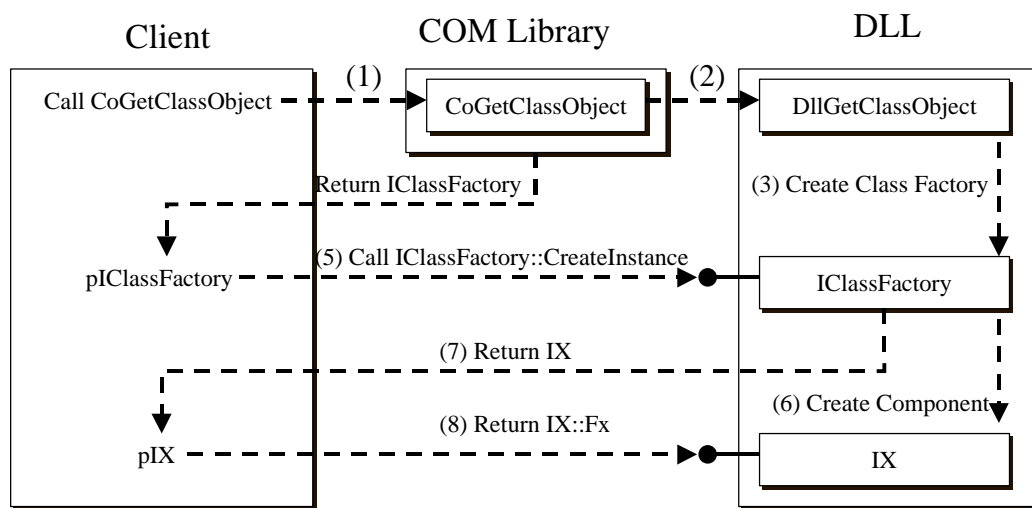 Client
COM Library
DLL
(1)
(2)
Call CoGetClassObject
CoGetClassObject
DllGetClassObject
Return IClassFactory
(3) Create Class Factory
(5) Call IClassFactory::CreateInstance
pIClassFactory
IClassFactory
(7) Return IX
(6) Create Component
(8) Return IX::Fx
pIX
IX